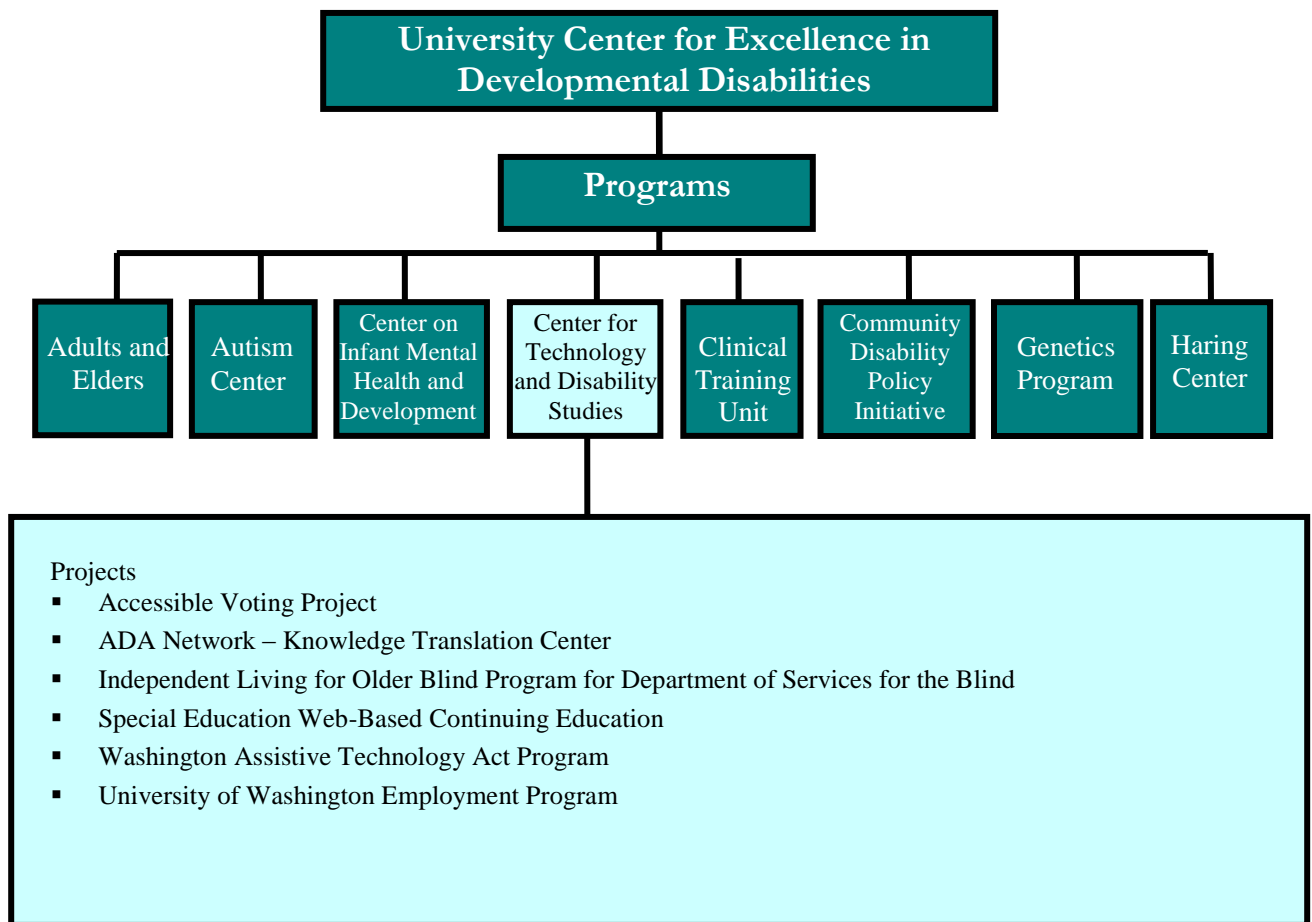 University Center for Excellence in
Developmental Disabilities
Programs
Adults and
Elders
Autism
Center
Center on
Infant Mental
Health and
Development
Center for
Technology
and Disability
Studies
Clinical
Training
Unit
Community
Disability
Policy
Initiative
Genetics
Program
Haring
Center
Projects
▪ Accessible Voting Project
▪ ADA Network – Knowledge Translation Center
▪ Independent Living for Older Blind Program for Department of Services for the Blind
▪ Special Education Web-Based Continuing Education
▪ Washington Assistive Technology Act Program
▪ University of Washington Employment Program